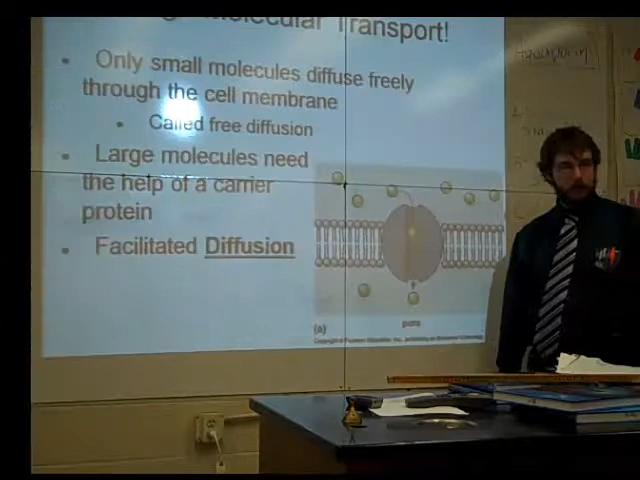 Molecular Transport!
• Only small molecules diffuse freely
through the cell membrane
• Called free diffusion
• Large molecules need
the help of a carrier
protein
• Facilitated Diffusion
(a)
pore